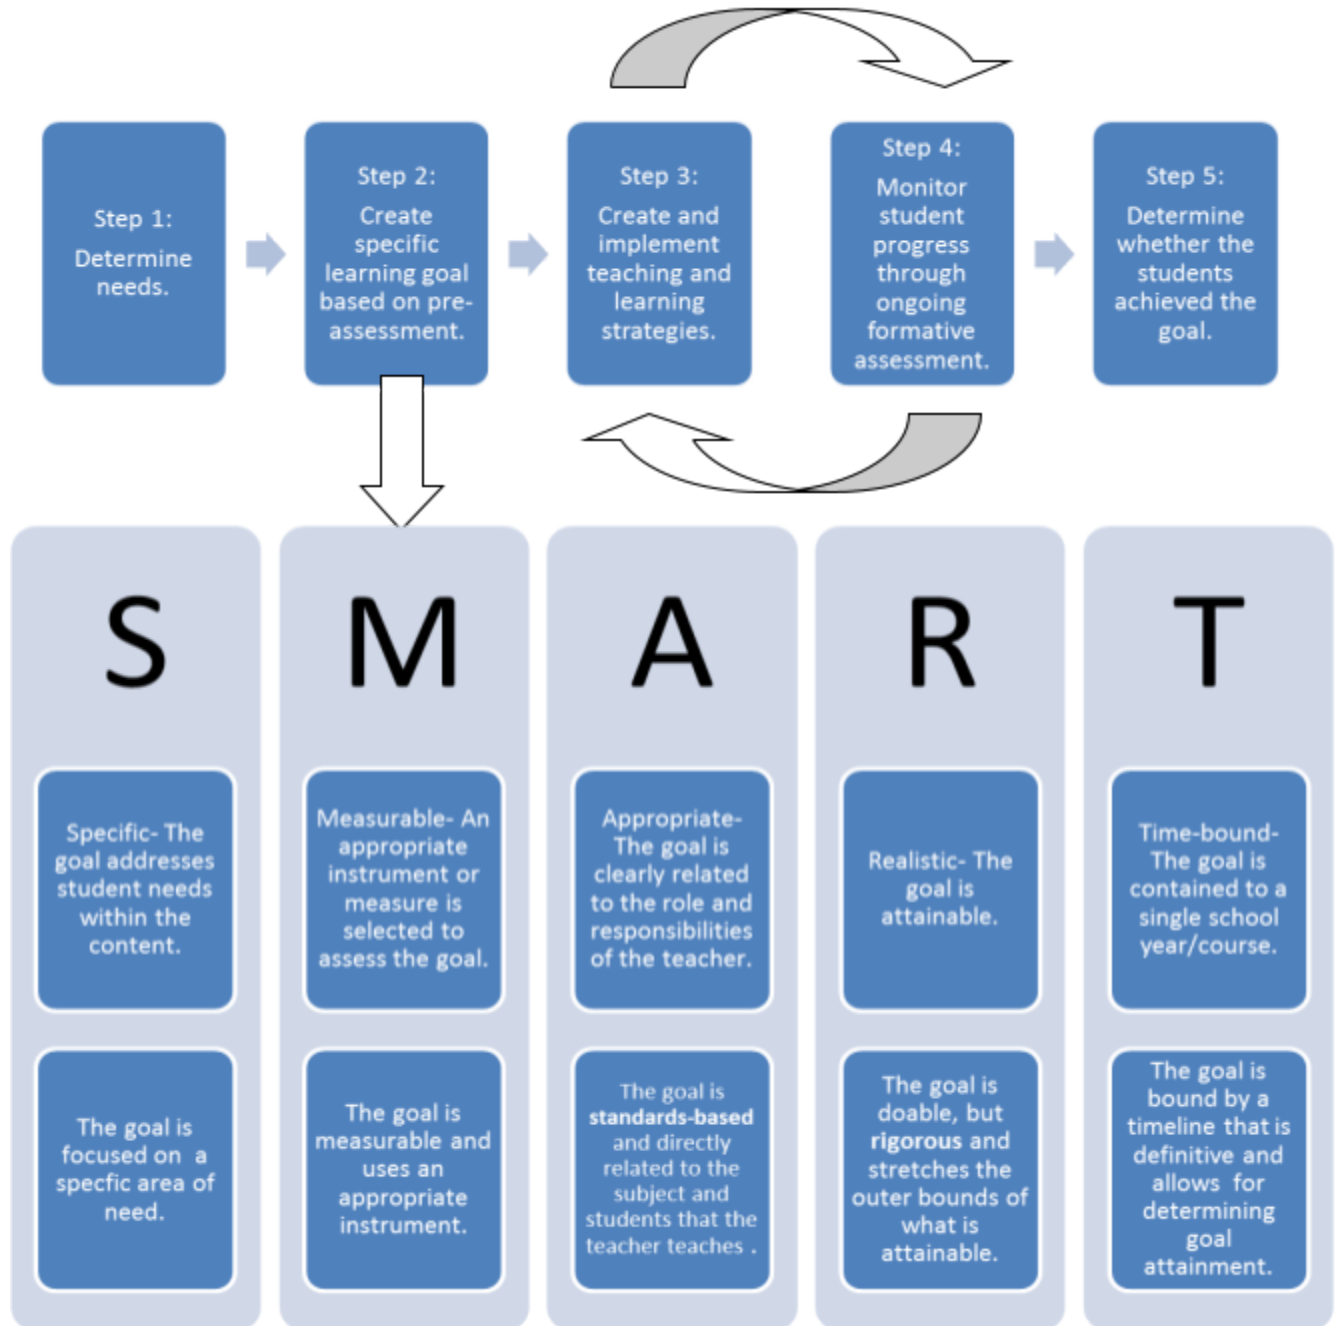 Step 1:
Determine
needs.
Step 2:
Create
specific
learning goal
based on pre-
assessment.
Step 3:
Create and
implement
teaching and
learning
strategies.
Step 4:
Monitor
student
progress
through
ongoing
formative
assessment.
Step 5:
Determine
whether the
students
achieved the
goal.
S
Specific- The
goal addresses
student needs
within the
content.
The goal is
focused on a
specfic area of
need.
M
Measurable- An
appropriate
instrument or
measure is
selected to
assess the goal.
The goal is
measurable and
uses an
appropriate
instrument.
A
Appropriate-
The goal is
clearly related
to the role and
responsibilities
of the teacher.
The goal is
standards-based
and directly
related to the
subject and
students that the
teacher teaches .
R
Realistic- The
goal is
attainable.
The goal is
doable, but
rigorous and
stretches the
outer bounds of
what is
attainable.
T
Time-bound-
The goal is
contained to a
single school
year/course.
The goal is
bound by a
timeline that is
definitive and
allows for
determining
goal
attainment.